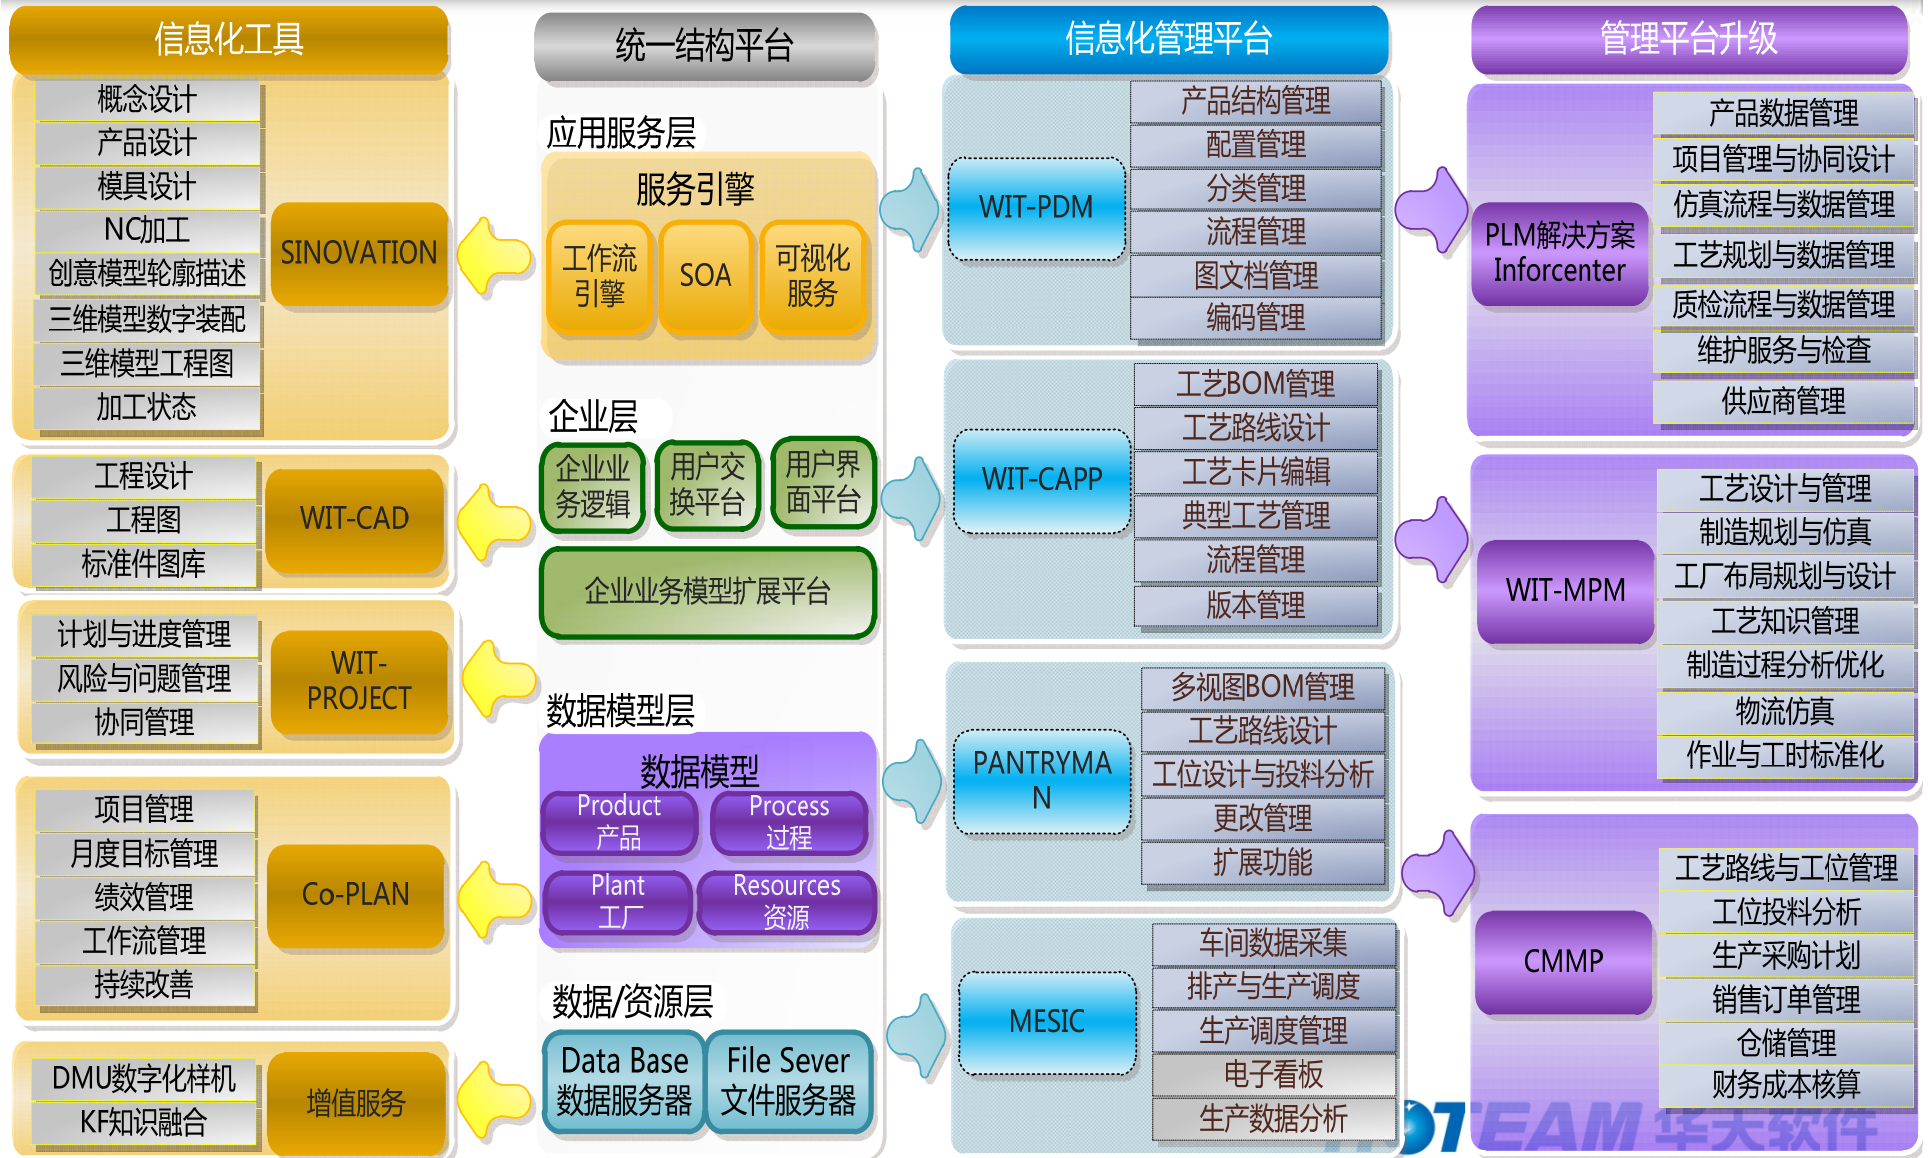 信息化工具
概念设计
产品设计
模具设计
NC加工
创意模型轮廓描述
三维模型数字装配
三维模型工程图
加工状态
SINOVATION
工程设计
工程图
标准件图库
WIT-CAD
计划与进度管理
风险与问题管理
协同管理
WIT-
PROJECT
项目管理
月度目标管理
绩效管理
工作流管理
持续改善
Co-PLAN
DMU数字化样机
KF知识融合
增值服务
统一结构平台
应用服务层
服务引擎
工作流
引擎
SOA
可视化
服务
企业层
企业业
务逻辑
用户交
换平台
用户界
面平台
企业业务模型扩展平台
数据模型层
数据模型
Product
产品
Process
过程
Plant
工厂
Resources
资源
数据/资源层
Data Base
数据服务器
File Sever
文件服务器
信息化管理平台
WIT-PDM
产品结构管理
配置管理
分类管理
流程管理
图文档管理
编码管理
WIT-CAPP
工艺BOM管理
工艺路线设计
工艺卡片编辑
典型工艺管理
流程管理
版本管理
PANTRYMA
N
多视图BOM管理
工艺路线设计
工位设计与投料分析
更改管理
扩展功能
MESIC
车间数据采集
排产与生产调度
生产调度管理
电子看板
生产数据分析
管理平台升级
PLM解决方案
Inforcenter
产品数据管理
项目管理与协同设计
仿真流程与数据管理
工艺规划与数据管理
质检流程与数据管理
维护服务与检查
供应商管理
WIT-MPM
工艺设计与管理
制造规划与仿真
工厂布局规划与设计
工艺知识管理
制造过程分析优化
物流仿真
作业与工时标准化
CMMP
工艺路线与工位管理
工位投料分析
生产采购计划
销售订单管理
仓储管理
财务成本核算
HOTEAM 华天软件